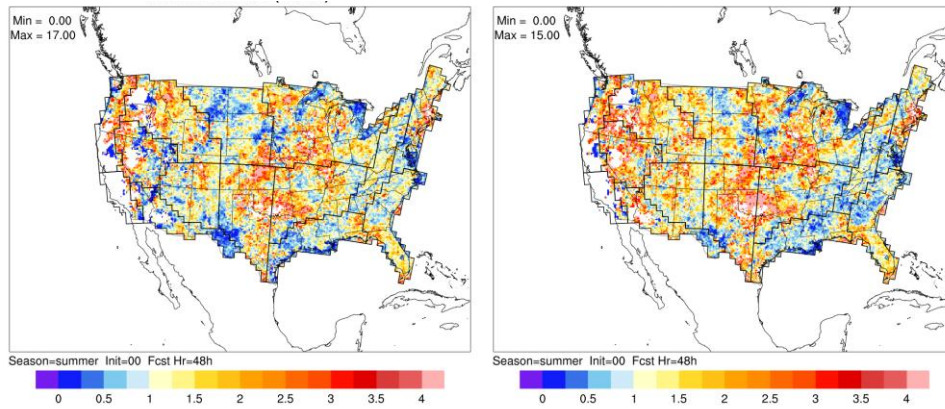 Min = 0.00
Max = 17.00
Season=summer Init=00 Fcst Hr=48h
0 0.5 1 1.5 2 2.5 3 3.5 4
Min = 0.00
Max = 15.00
Season=summer Init=00 Fcst Hr=48h
0 0.5 1 1.5 2 2.5 3 3.5 4